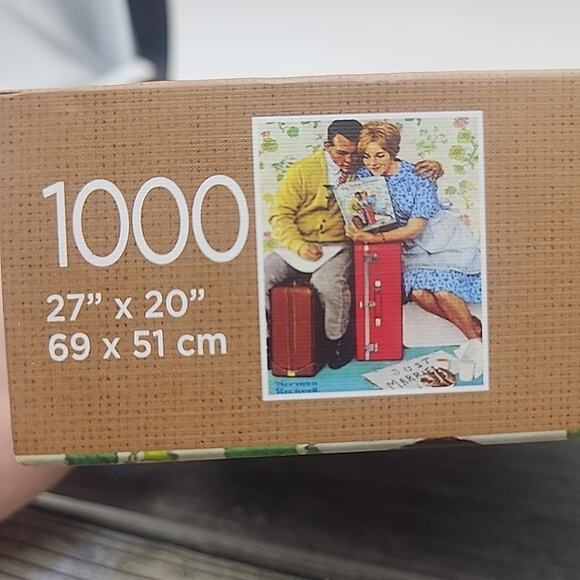 1000
27" x 20"
69 x 51 cm
JUST
MARRIED
Norman
Rockwell